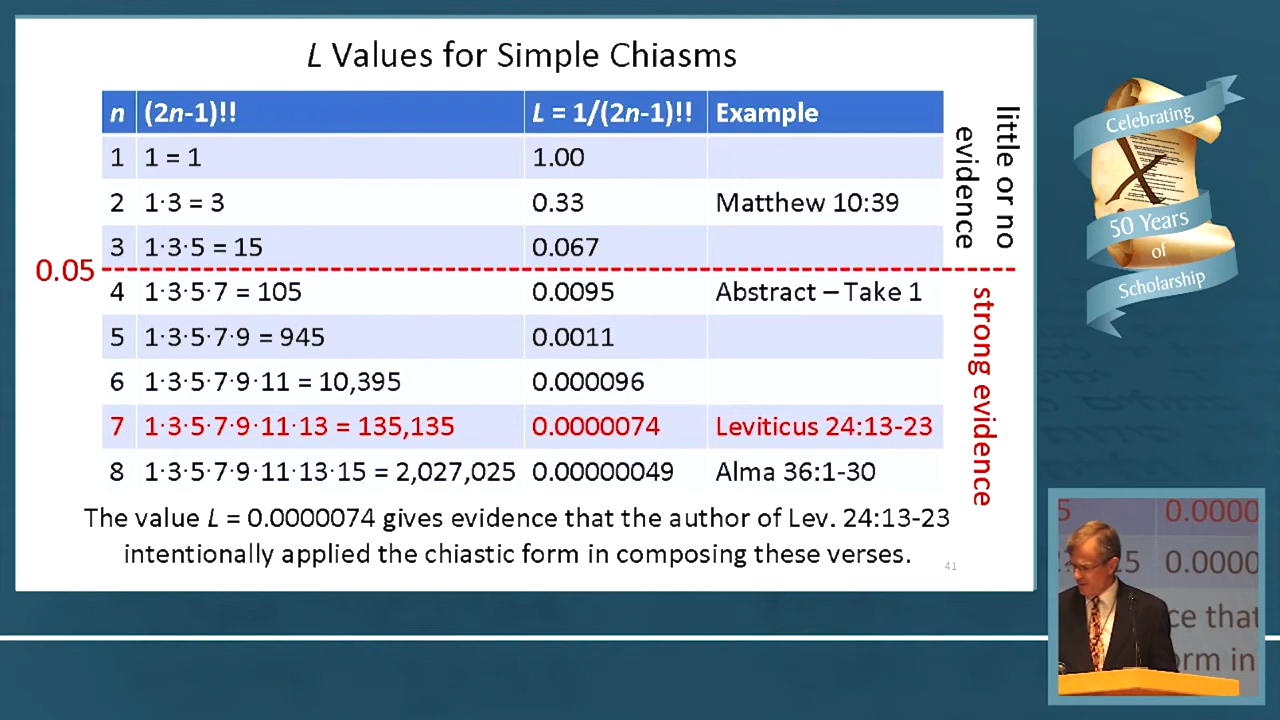 L Values for Simple Chiasms
n (2n-1)!! L = 1/(2n-1)!! Example
1 1 = 1 1.00
2 1·3 = 3 0.33 Matthew 10:39
3 1·3·5 = 15 0.067
0.05
4 1·3·5·7 = 105 0.0095 Abstract – Take 1
5 1·3·5·7·9 = 945 0.0011
6 1·3·5·7·9·11 = 10,395 0.000096
7 1·3·5·7·9·11·13 = 135,135 0.0000074 Leviticus 24:13-23
8 1·3·5·7·9·11·13·15 = 2,027,025 0.00000049 Alma 36:1-30
little or no
evidence
strong evidence
The value L = 0.0000074 gives evidence that the author of Lev. 24:13-23
intentionally applied the chiastic form in composing these verses.
41
Celebrating
X
50 Years
of
Scholarship
5 0.0000
5 0.0000
ce that
orm in